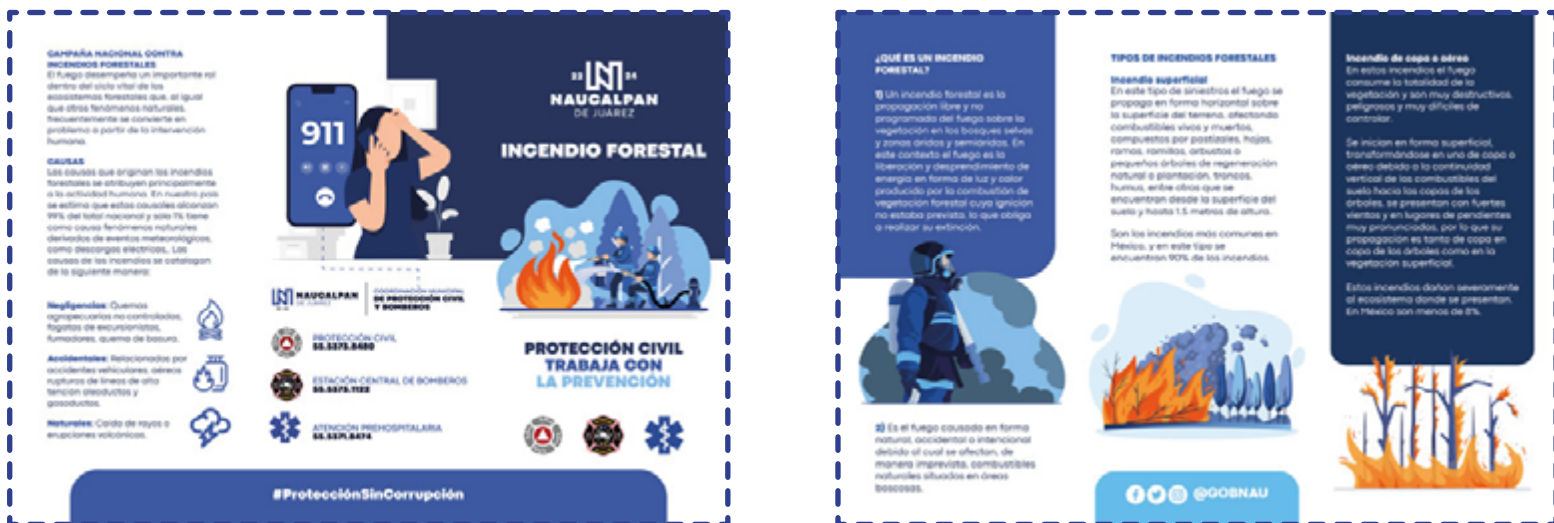 CAMPAÑA NACIONAL CONTRA
INCENDIOS FORESTALES
El fuego desempeña un importante rol
dentro del ciclo vital de los
ecosistemas forestales que, al igual
que otros fenómenos naturales,
frecuentemente se convierte en
problema a partir de la intervención
humana.
CAUSAS
Las causas que originan los incendios
forestales se atribuyen principalmente
a la actividad humana. En nuestro país
se estima que estas causales alcanzan
99% del total nacional y sólo 1% tiene
como causa fenómenos naturales
derivados de eventos meteorológicos,
como descargas eléctricas,. Las
causas de los incendios se catalogan
de la siguiente manera:
Negligencias: Quemas
agropecuarias no controladas,
fogatas de excursionistas,
fumadores, quema de basura.
Accidentales: Relacionados por
accidentes vehiculares, aéreos
rupturas de líneas de alta
tención oleoductos y
gasoductos.
Naturales: Caída de rayos o
erupciones volcánicas.
911
NAUCALPAN
DE JUÁREZ
COORDINACIÓN MUNICIPAL
DE PROTECCIÓN CIVIL
Y BOMBEROS
PROTECCIÓN CIVIL
ESTACIÓN CENTRAL DE BOMBEROS
ATENCIÓN PREHOSPITALARIA
22 N 24
NAUCALPAN
DE JUÁREZ
INCENDIO FORESTAL
PROTECCIÓN CIVIL
TRABAJA CON
LA PREVENCIÓN
#ProtecciónSinCorrupción
¿QUÉ ES UN INCENDIO
FORESTAL?
1) Un incendio forestal es la
propagación libre y no
programada del fuego sobre la
vegetación en los bosques selvas
y zonas áridas y semiáridas. En
este contexto el fuego es la
liberación y desprendimiento de
energía en forma de luz y calor
producido por la combustión de
vegetación forestal cuya ignición
no estaba prevista, lo que obliga
a realizar su extinción.
2) Es el fuego causado en forma
natural, accidental o intencional
debido al cual se afectan, de
manera imprevista, combustibles
naturales situados en áreas
boscosas.
TIPOS DE INCENDIOS FORESTALES
Incendio superficial
En este tipo de siniestros el fuego se
propaga en forma horizontal sobre
la superficie del terreno, afectando
combustibles vivos y muertos,
compuestos por pastizales, hojas,
ramas, ramillas, arbustos o
pequeños árboles de regeneración
natural o plantación, troncos,
humus, entre otros que se
encuentran desde la superficie del
suelo y hasta 1.5 metros de altura.
Son los incendios más comunes en
México, y en este tipo se
encuentran 90% de los incendios.
@GOBNAU
Incendio de copa o aéreo
En estos incendios el fuego
consume la totalidad de la
vegetación y son muy destructivos,
peligrosos y muy difíciles de
controlar.
Se inician en forma superficial,
transformándose en uno de copa o
aéreo debido a la continuidad
vertical de los combustibles del
suelo hacia las copas de los
árboles, se presentan con fuertes
vientos y en lugares de pendientes
muy pronunciadas, por lo que su
propagación es tanto de copa en
copa de los árboles como en la
vegetación superficial.
Estos incendios dañan severamente
al ecosistema donde se presentan.
En México son menos de 8%.